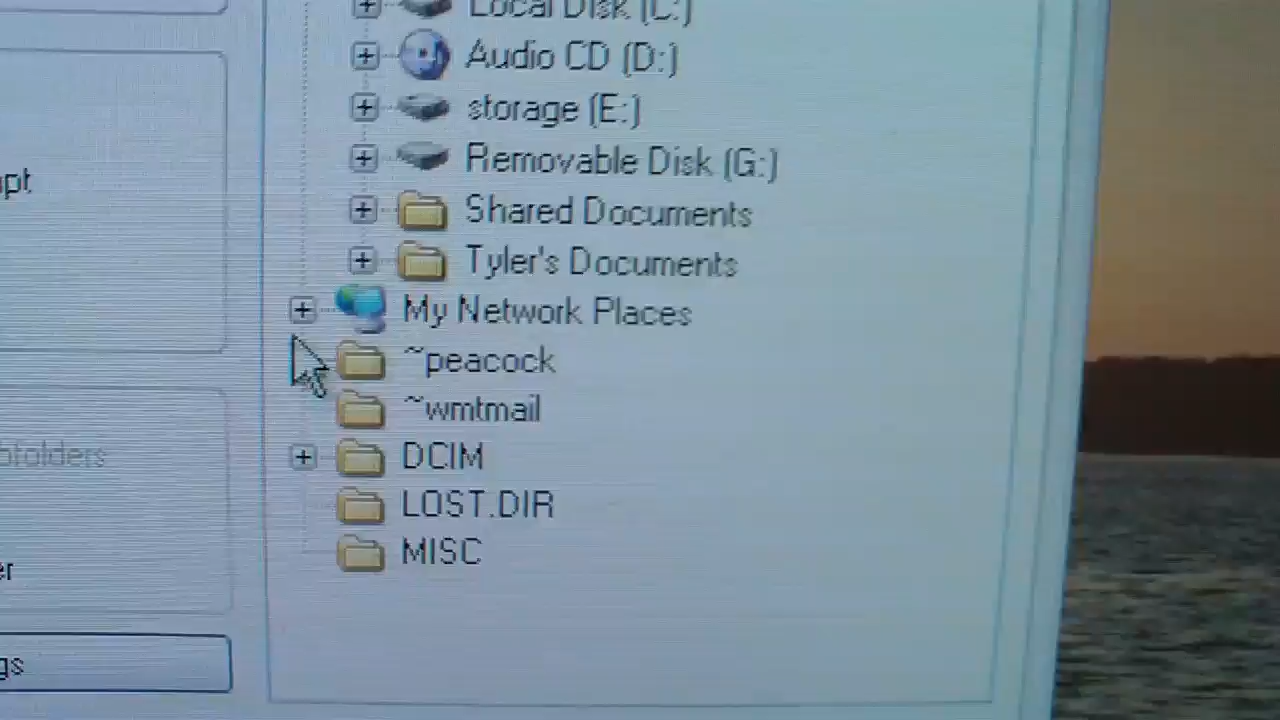 Local Disk (C:)
Audio CD (D:)
storage (E:)
Removable Disk (G:)
Shared Documents
Tyler's Documents
My Network Places
~peacock
~wmtmail
DCIM
LOST.DIR
MISC